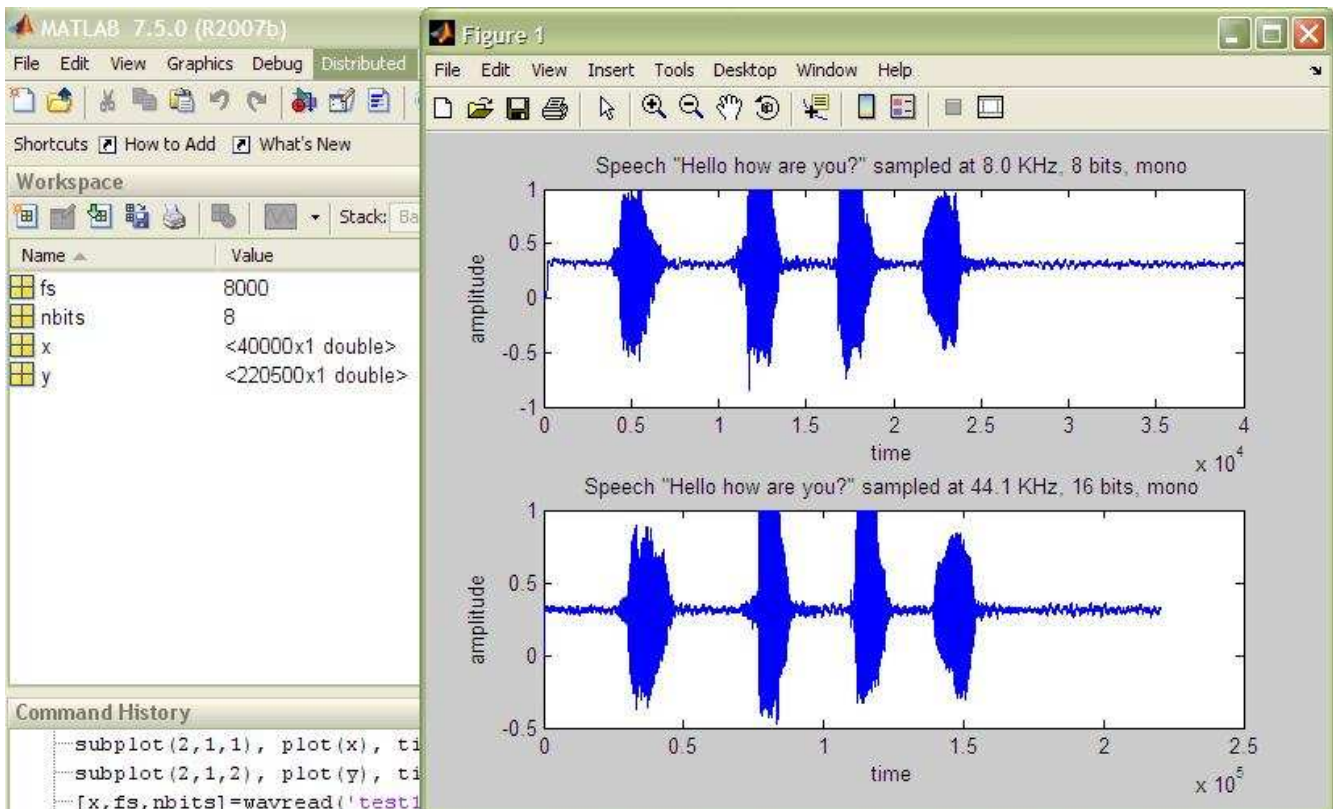 MATLAB 7.5.0 (R2007b)
File Edit View Graphics Debug Distributed
Shortcuts How to Add What's New
Workspace
Stack: Ba
Name Value
fs 8000
nbits 8
x <40000x1 double>
y <220500x1 double>
Command History
subplot(2,1,1), plot(x), ti
subplot(2,1,2), plot(y), ti
[x,fs,nbits]=wavread('test1
Figure 1
File Edit View Insert Tools Desktop Window Help
Speech "Hello how are you?" sampled at 8.0 KHz, 8 bits, mono
1
0.5
0
-0.5
-1
amplitude
0 0.5 1 1.5 2 2.5 3 3.5 4
time
x 10^4
Speech "Hello how are you?" sampled at 44.1 KHz, 16 bits, mono
1
0.5
0
-0.5
amplitude
0 0.5 1 1.5 2 2.5
time
x 10^5